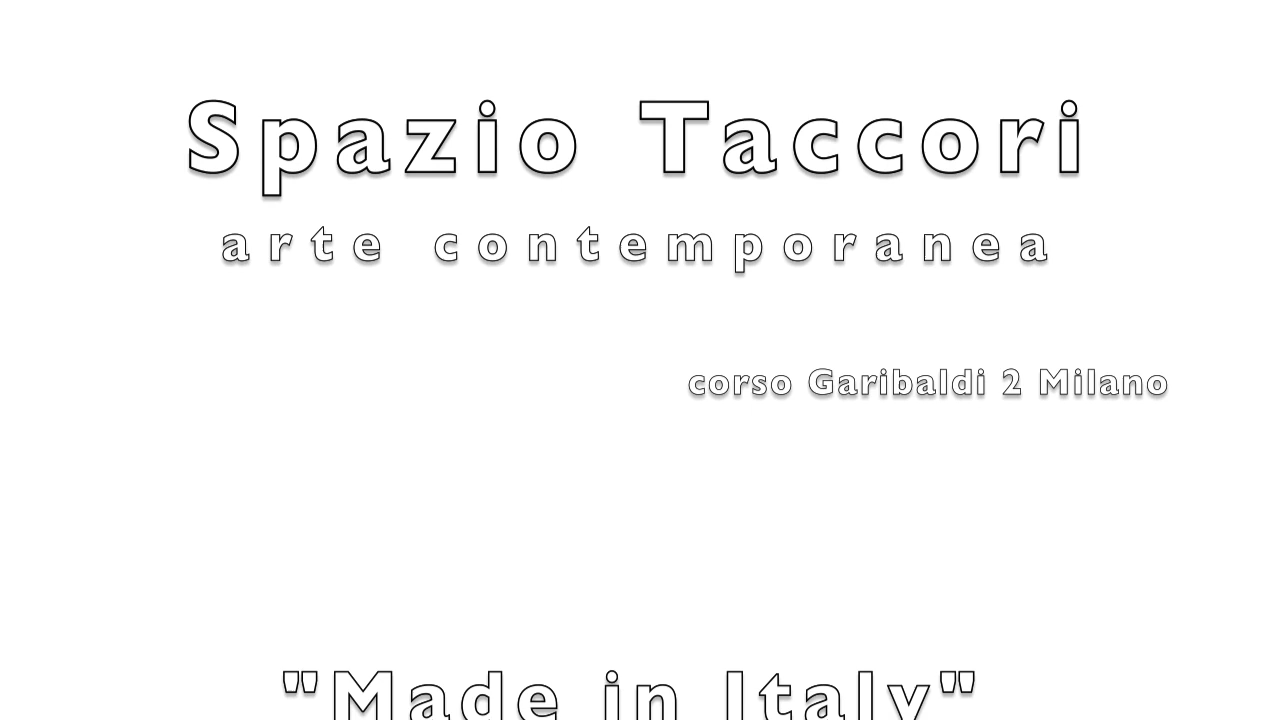 Spazio Taccori
arte contemporanea
corso Garibaldi 2 Milano
"Made in Italy"